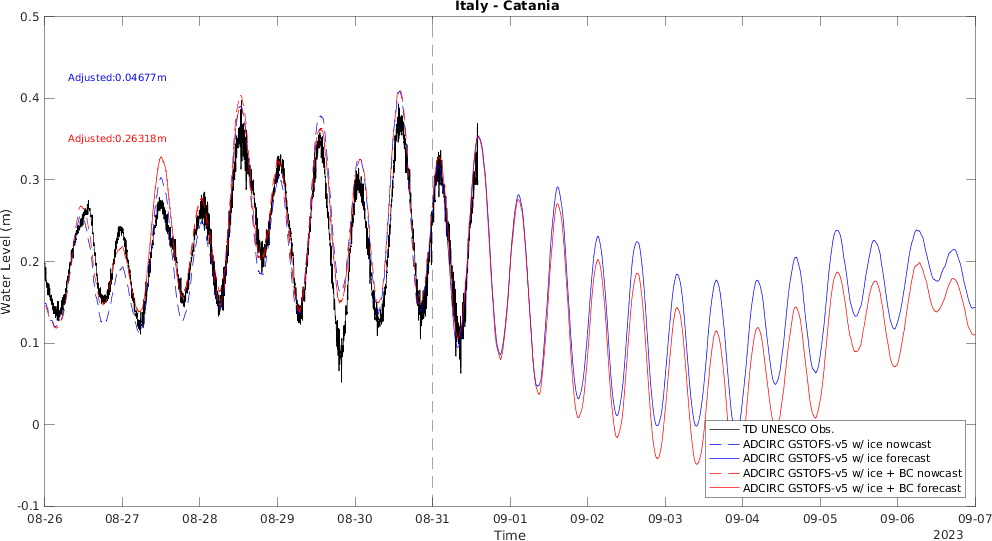 Italy - Catania
0.5
Adjusted:0.04677m
0.4
Adjusted:0.26318m
0.3
Water Level (m)
0.2
0.1
0
TD UNESCO Obs.
ADCIRC GSTOFS-v5 w/ ice nowcast
ADCIRC GSTOFS-v5 w/ ice forecast
ADCIRC GSTOFS-v5 w/ ice + BC nowcast
ADCIRC GSTOFS-v5 w/ ice + BC forecast
-0.1
08-26 08-27 08-28 08-29 08-30 08-31 09-01 09-02 09-03 09-04 09-05 09-06 09-07
Time
2023